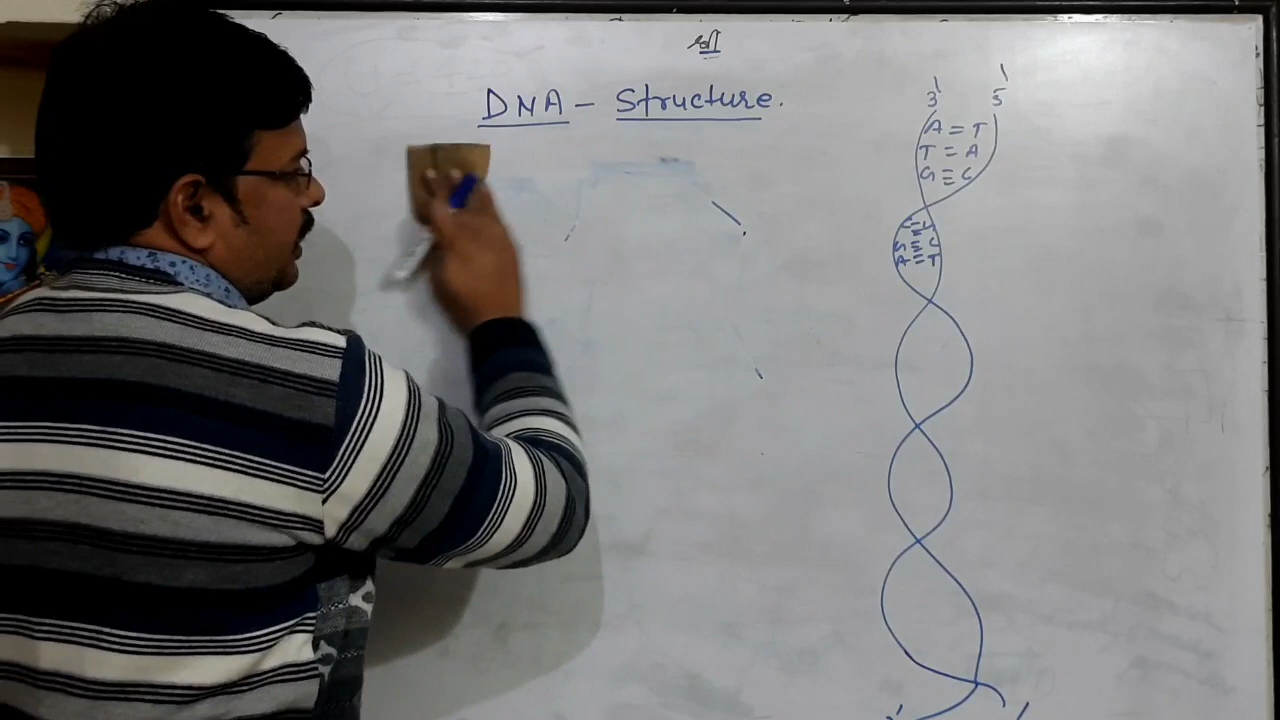 श्री
DNA - Structure.
3' 5'
A = T
T = A
G ≡ C
G ≡ C
A = T